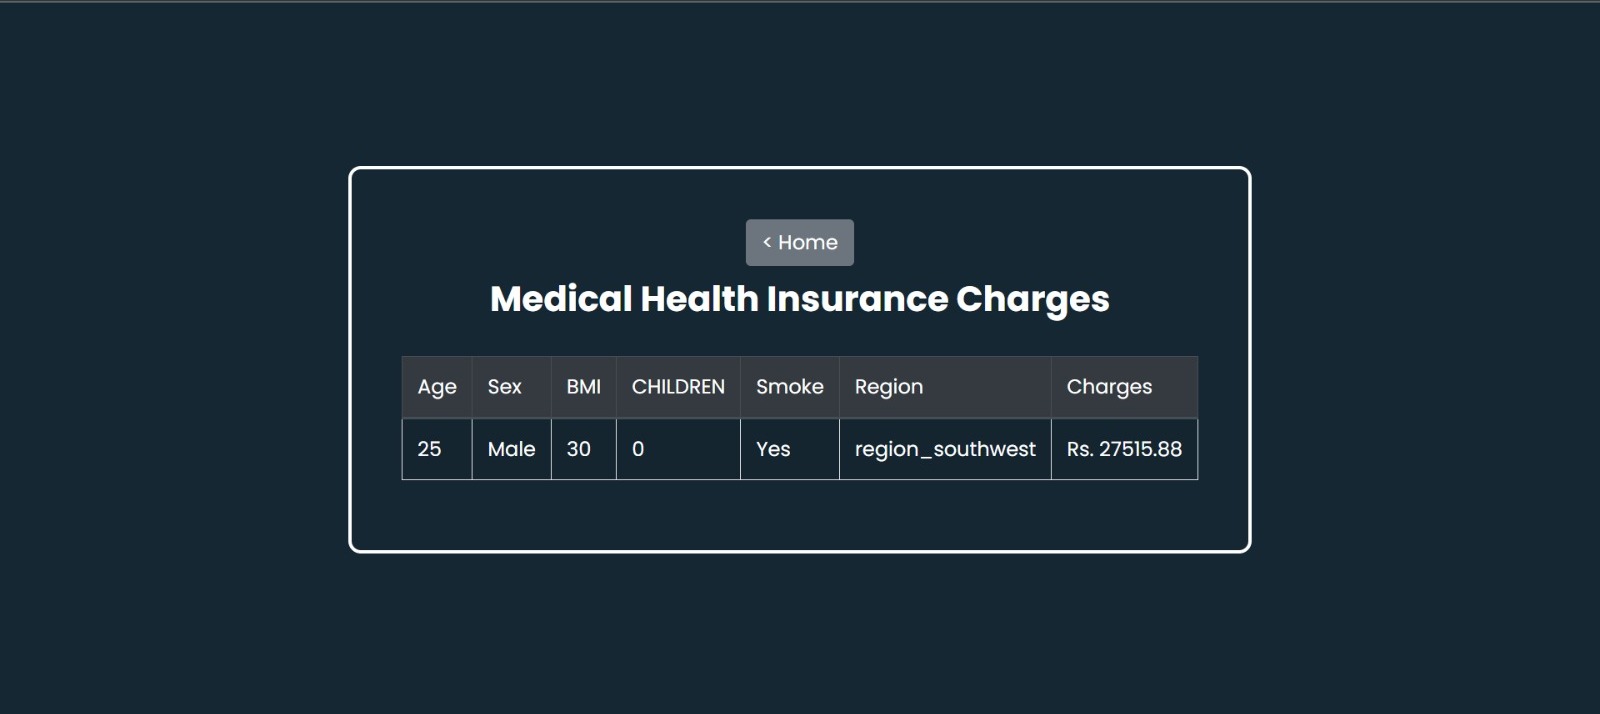 < Home
Medical Health Insurance Charges
Age Sex BMI CHILDREN Smoke Region Charges
25 Male 30 0 Yes region_southwest Rs. 27515.88